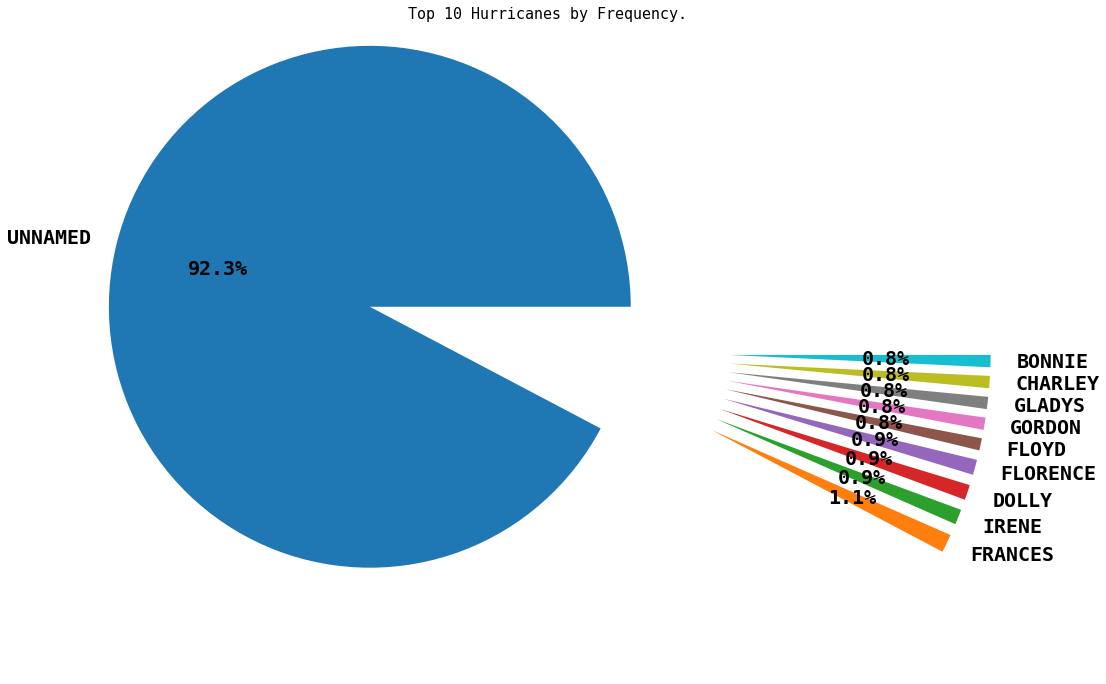 Top 10 Hurricanes by Frequency.
UNNAMED
92.3%
0.8%
BONNIE
0.8%
CHARLEY
0.8%
GLADYS
0.8%
GORDON
0.8%
FLOYD
0.9%
FLORENCE
0.9%
DOLLY
0.9%
IRENE
1.1%
FRANCES